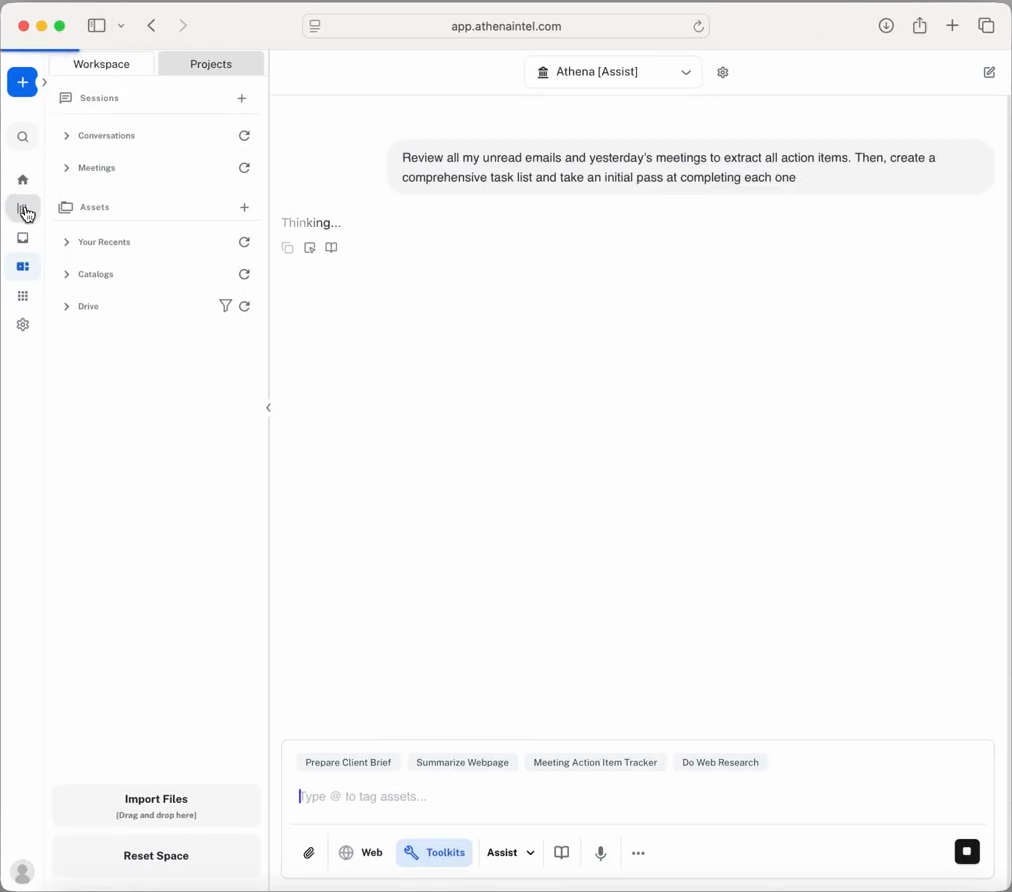 app.athenaintel.com
Workspace
Projects
Sessions
Conversations
Meetings
Assets
Your Recents
Catalogs
Drive
Import Files
[Drag and drop here]
Reset Space
Athena [Assist]
Review all my unread emails and yesterday's meetings to extract all action items. Then, create a
comprehensive task list and take an initial pass at completing each one
Thinking...
Prepare Client Brief
Summarize Webpage
Meeting Action Item Tracker
Do Web Research
Type @ to tag assets...
Web
Toolkits
Assist